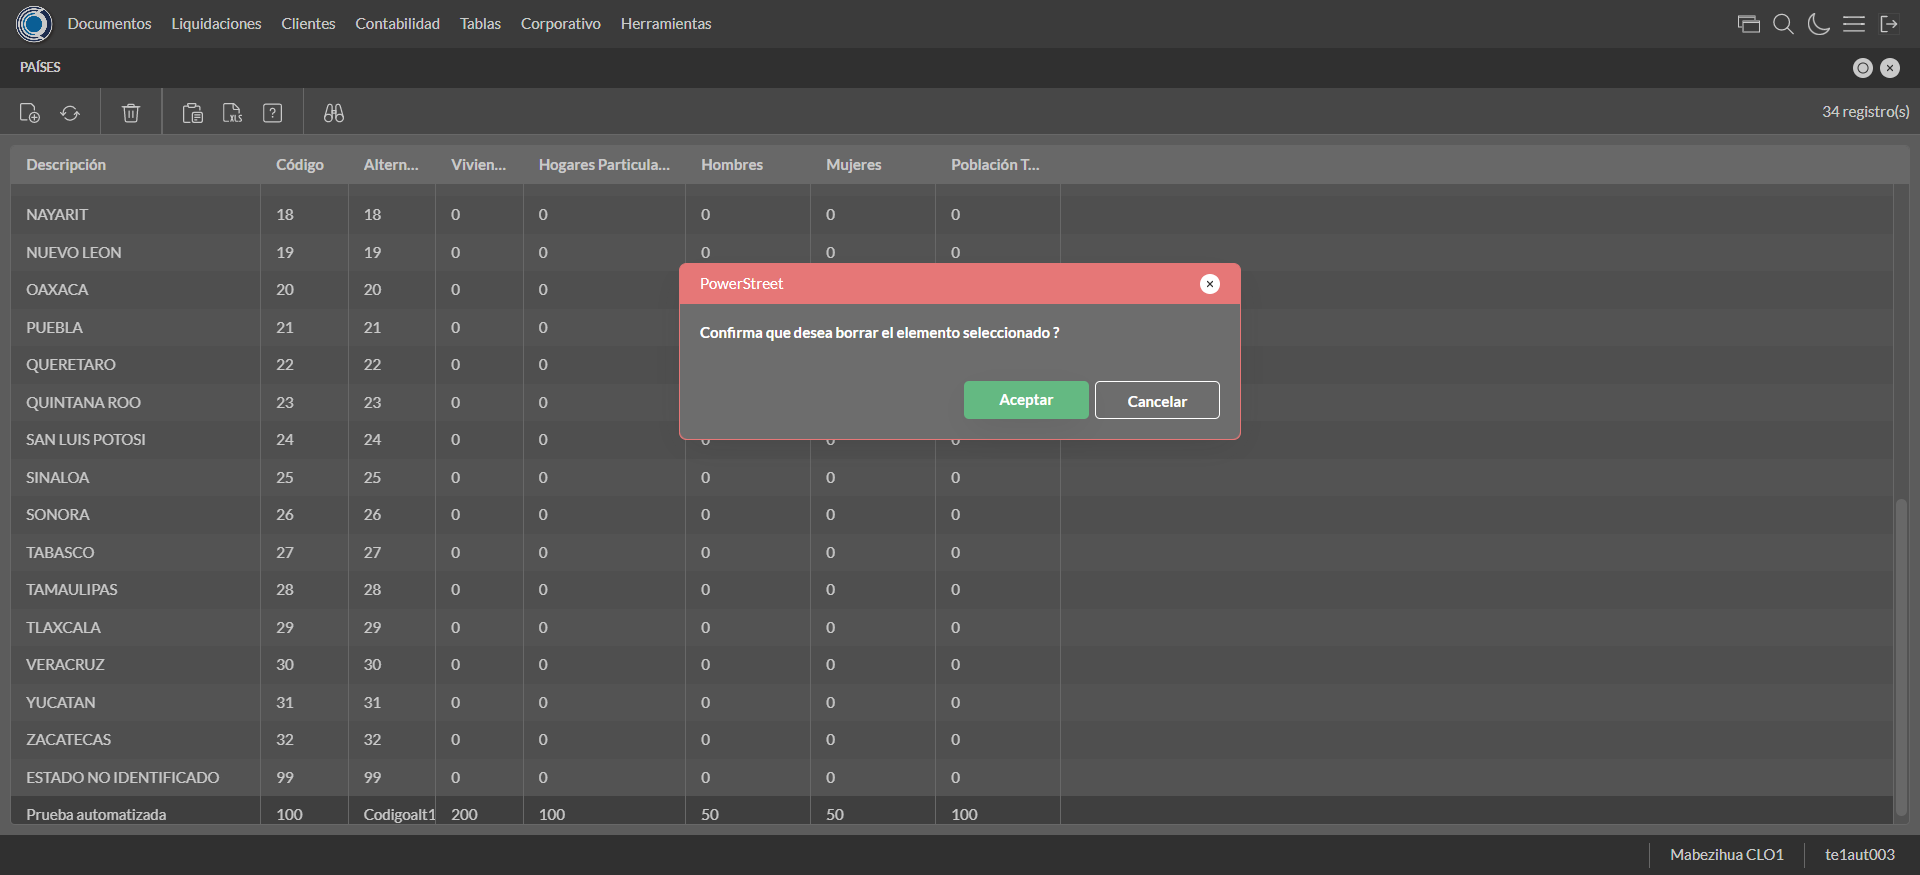 Documentos Liquidaciones Clientes Contabilidad Tablas Corporativo Herramientas
PAÍSES
XLS ? 34 registro(s)
Descripción Código Altern... Vivien... Hogares Particula... Hombres Mujeres Población T...
NAYARIT 18 18 0 0 0 0 0
NUEVO LEON 19 19 0 0 0 0 0
OAXACA 20 20 0 0
PUEBLA 21 21 0 0
QUERETARO 22 22 0 0
QUINTANA ROO 23 23 0 0
SAN LUIS POTOSI 24 24 0 0 0 0 0
SINALOA 25 25 0 0 0 0 0
SONORA 26 26 0 0 0 0 0
TABASCO 27 27 0 0 0 0 0
TAMAULIPAS 28 28 0 0 0 0 0
TLAXCALA 29 29 0 0 0 0 0
VERACRUZ 30 30 0 0 0 0 0
YUCATAN 31 31 0 0 0 0 0
ZACATECAS 32 32 0 0 0 0 0
ESTADO NO IDENTIFICADO 99 99 0 0 0 0 0
Prueba automatizada 100 Codigoalt1 200 100 50 50 100
PowerStreet
Confirma que desea borrar el elemento seleccionado ?
Aceptar Cancelar
Mabezihua CLO1 te1aut003